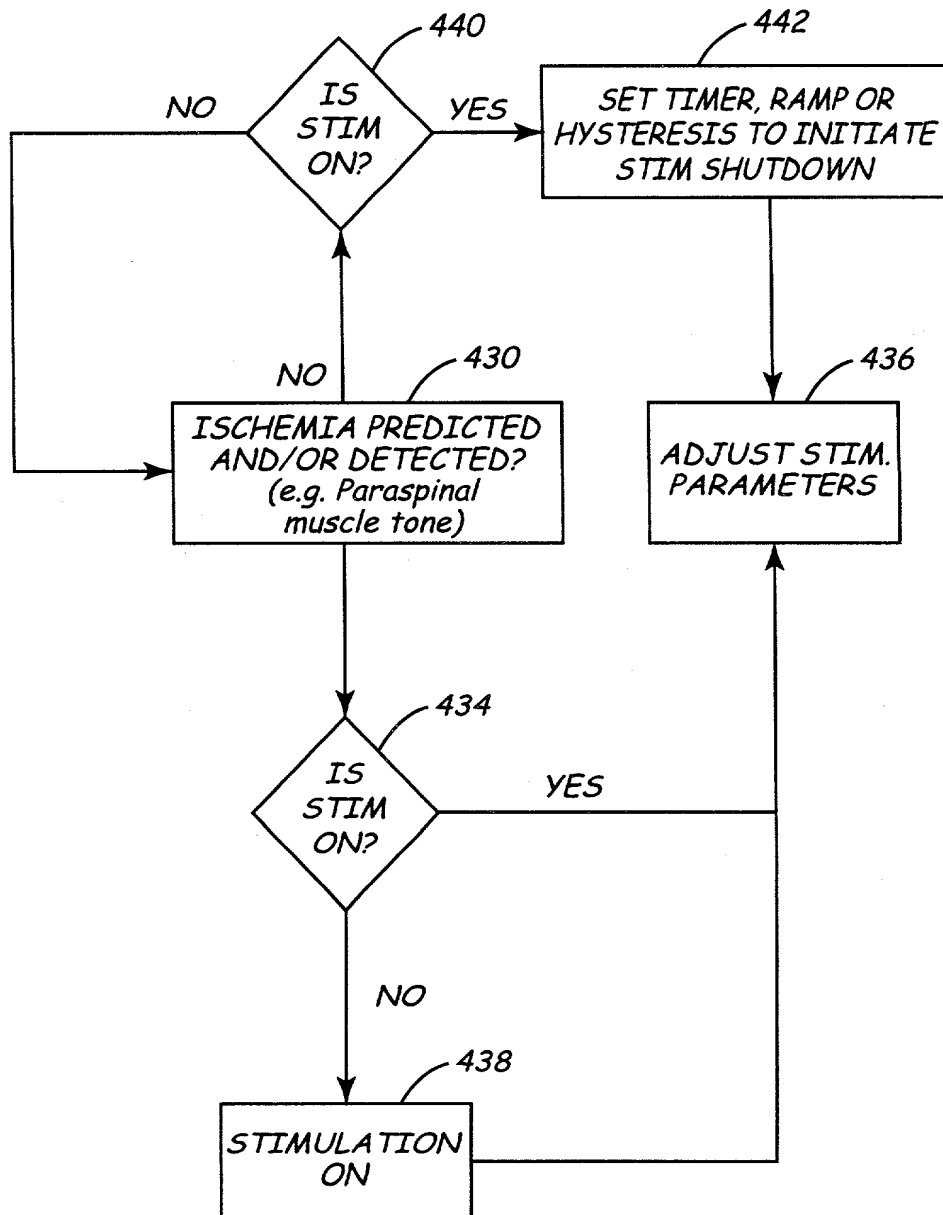 440
IS
STIM
ON?
NO
YES
442
SET TIMER, RAMP OR
HYSTERESIS TO INITIATE
STIM SHUTDOWN
NO
430
ISCHEMIA PREDICTED
AND/OR DETECTED?
(e.g. Paraspinal
muscle tone)
436
ADJUST STIM.
PARAMETERS
434
IS
STIM
ON?
YES
NO
438
STIMULATION
ON